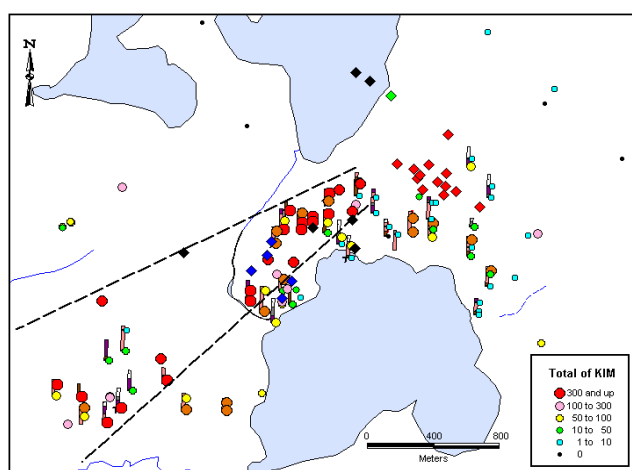 N
Total of KIM
300 and up
100 to 300
50 to 100
10 to 50
1 to 10
0
0 400 800
Meters